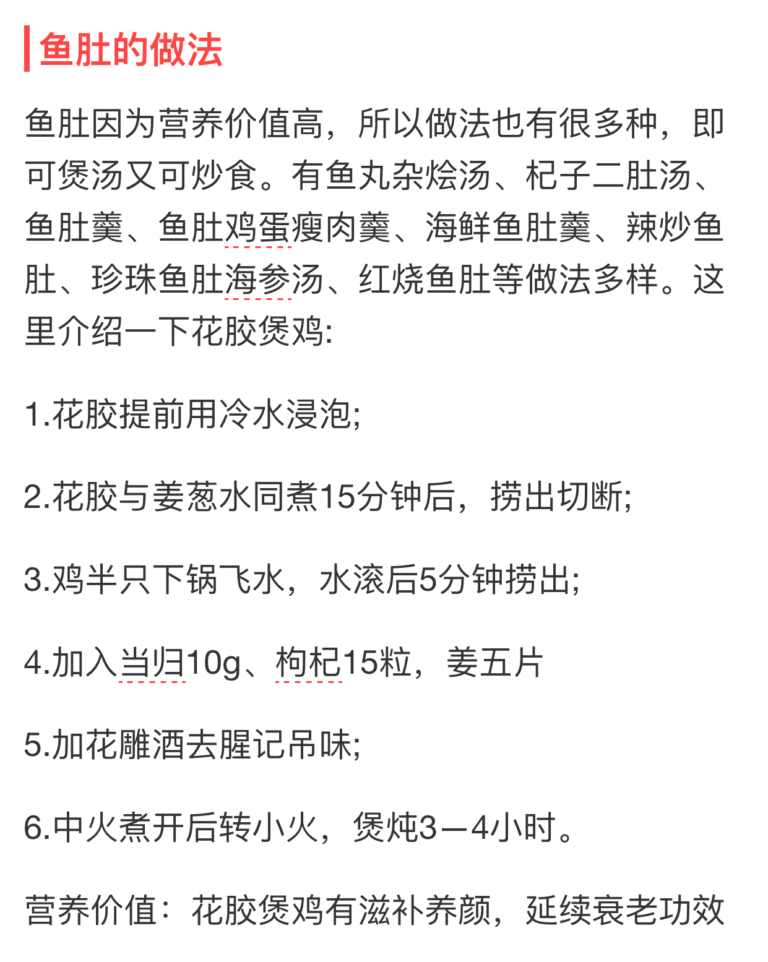 鱼肚的做法
鱼肚因为营养价值高，所以做法也有很多种，即
可煲汤又可炒食。有鱼丸杂烩汤、杞子二肚汤、
鱼肚羹、鱼肚鸡蛋瘦肉羹、海鲜鱼肚羹、辣炒鱼
肚、珍珠鱼肚海参汤、红烧鱼肚等做法多样。这
里介绍一下花胶煲鸡:
1.花胶提前用冷水浸泡;
2.花胶与姜葱水同煮15分钟后，捞出切断;
3.鸡半只下锅飞水，水滚后5分钟捞出;
4.加入当归10g、枸杞15粒，姜五片
5.加花雕酒去腥记吊味;
6.中火煮开后转小火，煲炖3—4小时。
营养价值：花胶煲鸡有滋补养颜，延续衰老功效